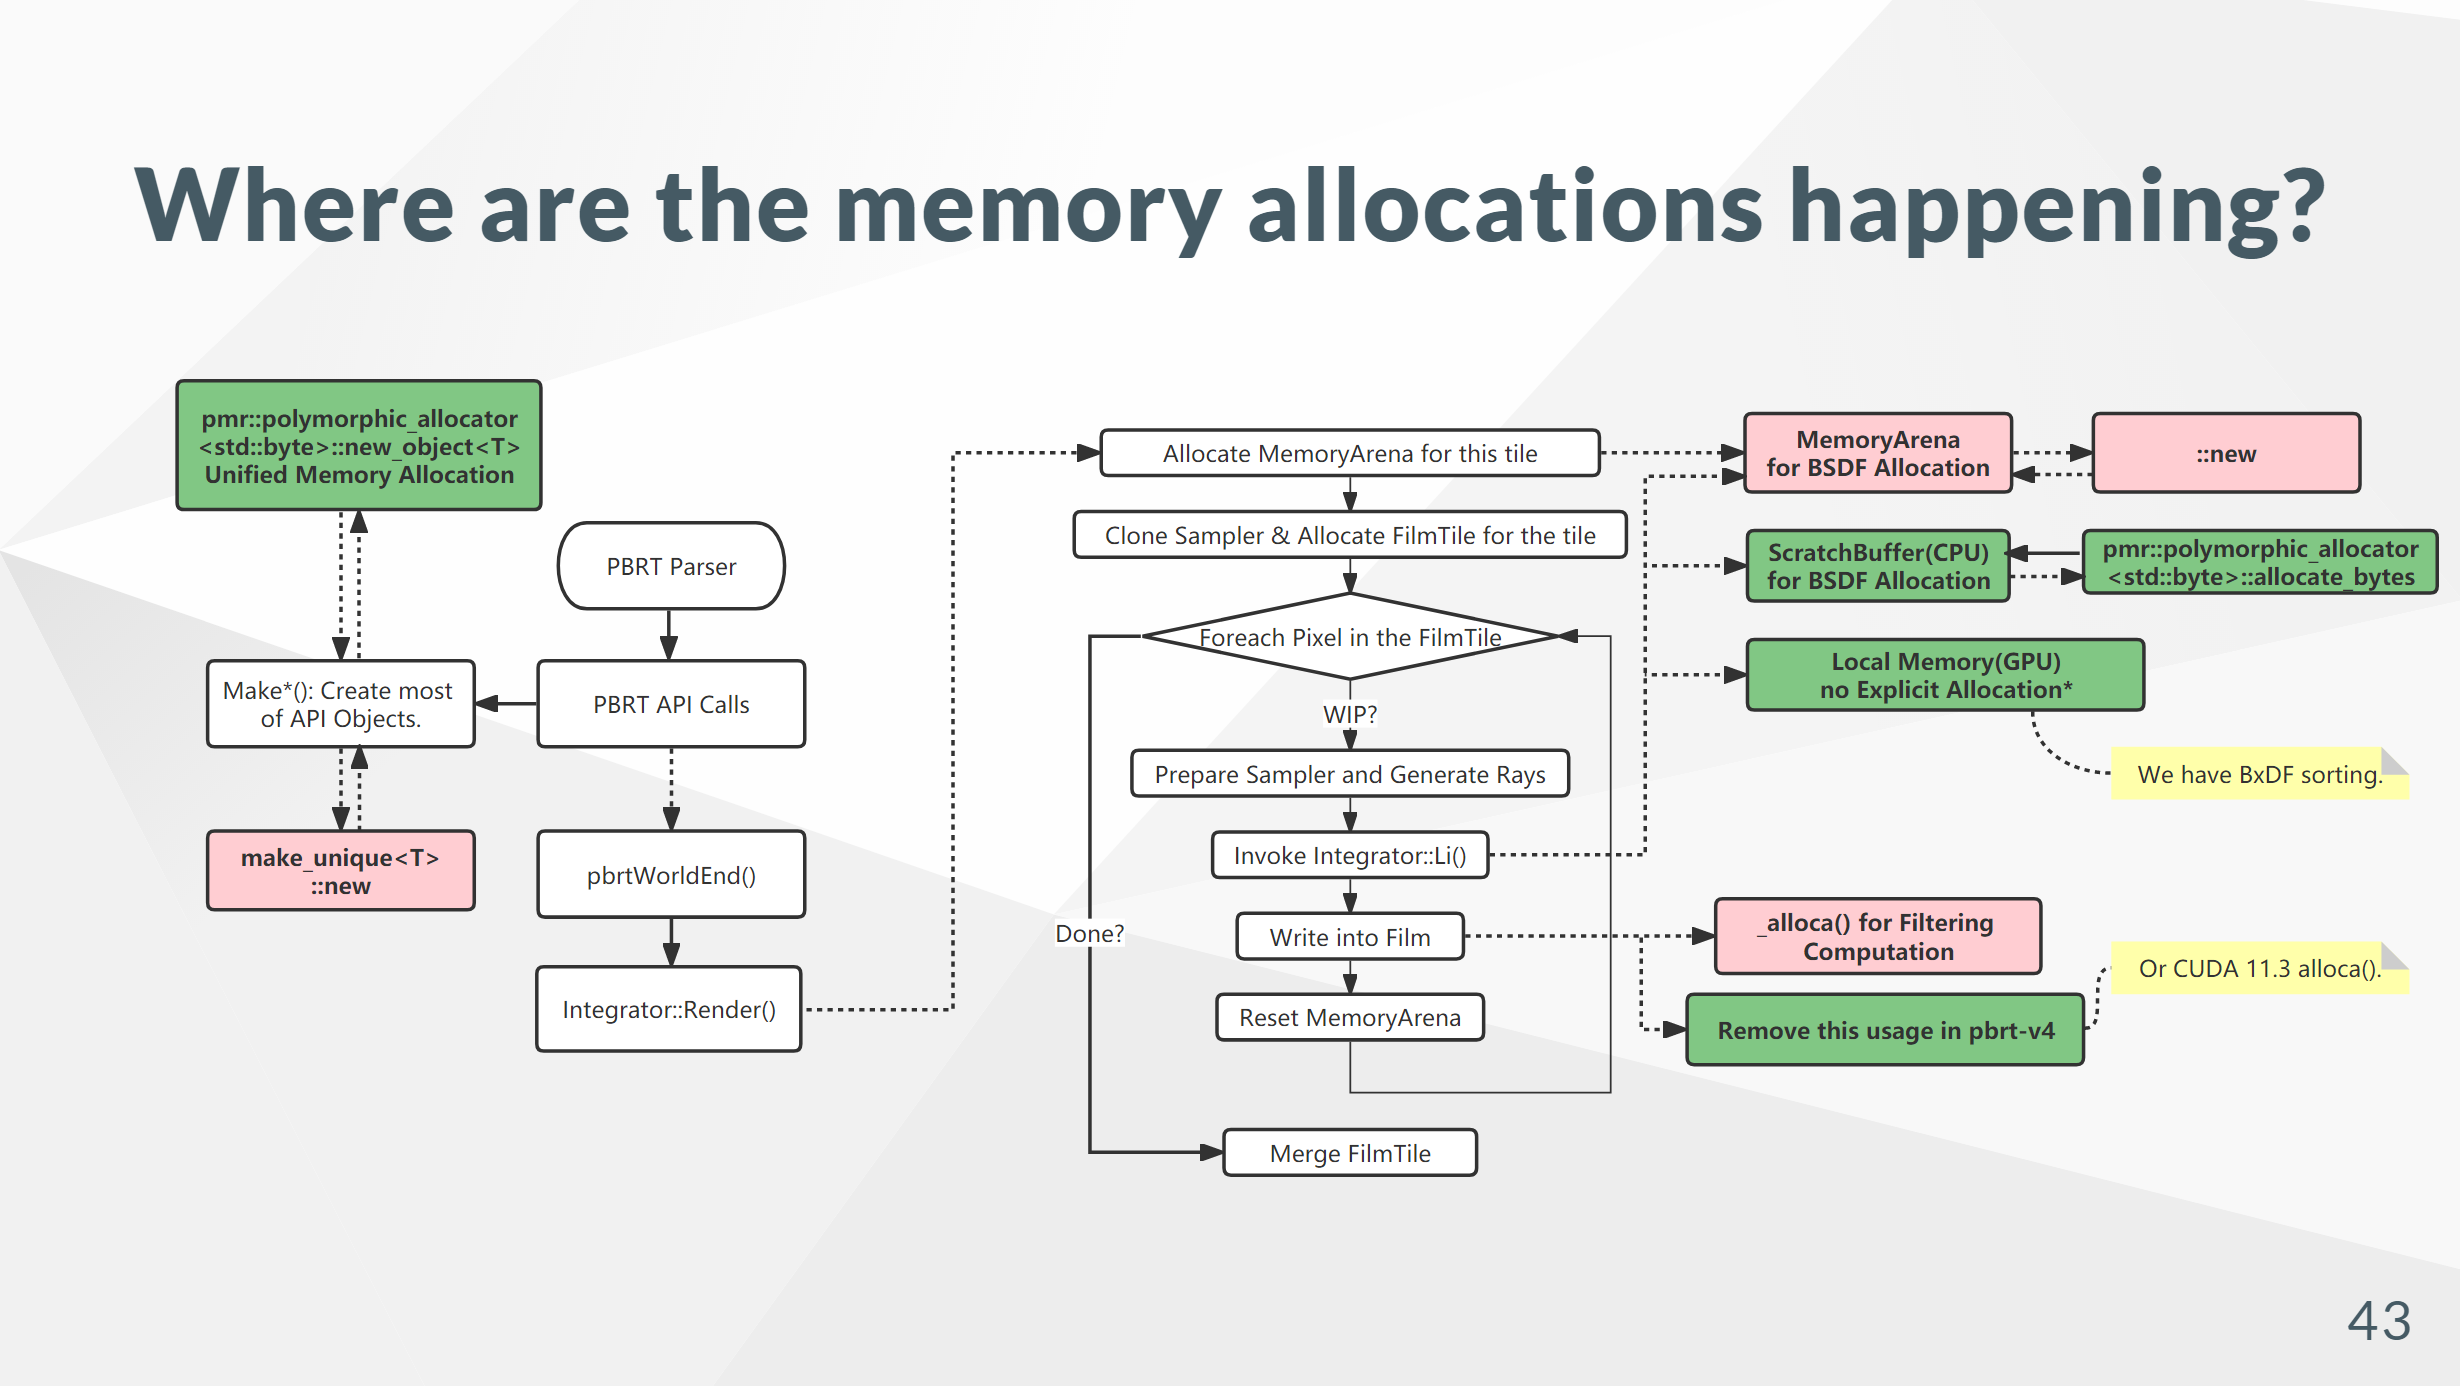 Where are the memory allocations happening?
pmr::polymorphic_allocator
<std::byte>::new_object<T>
Unified Memory Allocation
PBRT Parser
Make*(): Create most
of API Objects.
PBRT API Calls
make_unique<T>
::new
pbrtWorldEnd()
Integrator::Render()
Allocate MemoryArena for this tile
Clone Sampler & Allocate FilmTile for the tile
Foreach Pixel in the FilmTile
WIP?
Prepare Sampler and Generate Rays
Invoke Integrator::Li()
Write into Film
Done?
Reset MemoryArena
Merge FilmTile
MemoryArena
for BSDF Allocation
::new
ScratchBuffer(CPU)
for BSDF Allocation
pmr::polymorphic_allocator
<std::byte>::allocate_bytes
Local Memory(GPU)
no Explicit Allocation*
We have BxDF sorting.
_alloca() for Filtering
Computation
Or CUDA 11.3 alloca().
Remove this usage in pbrt-v4
43